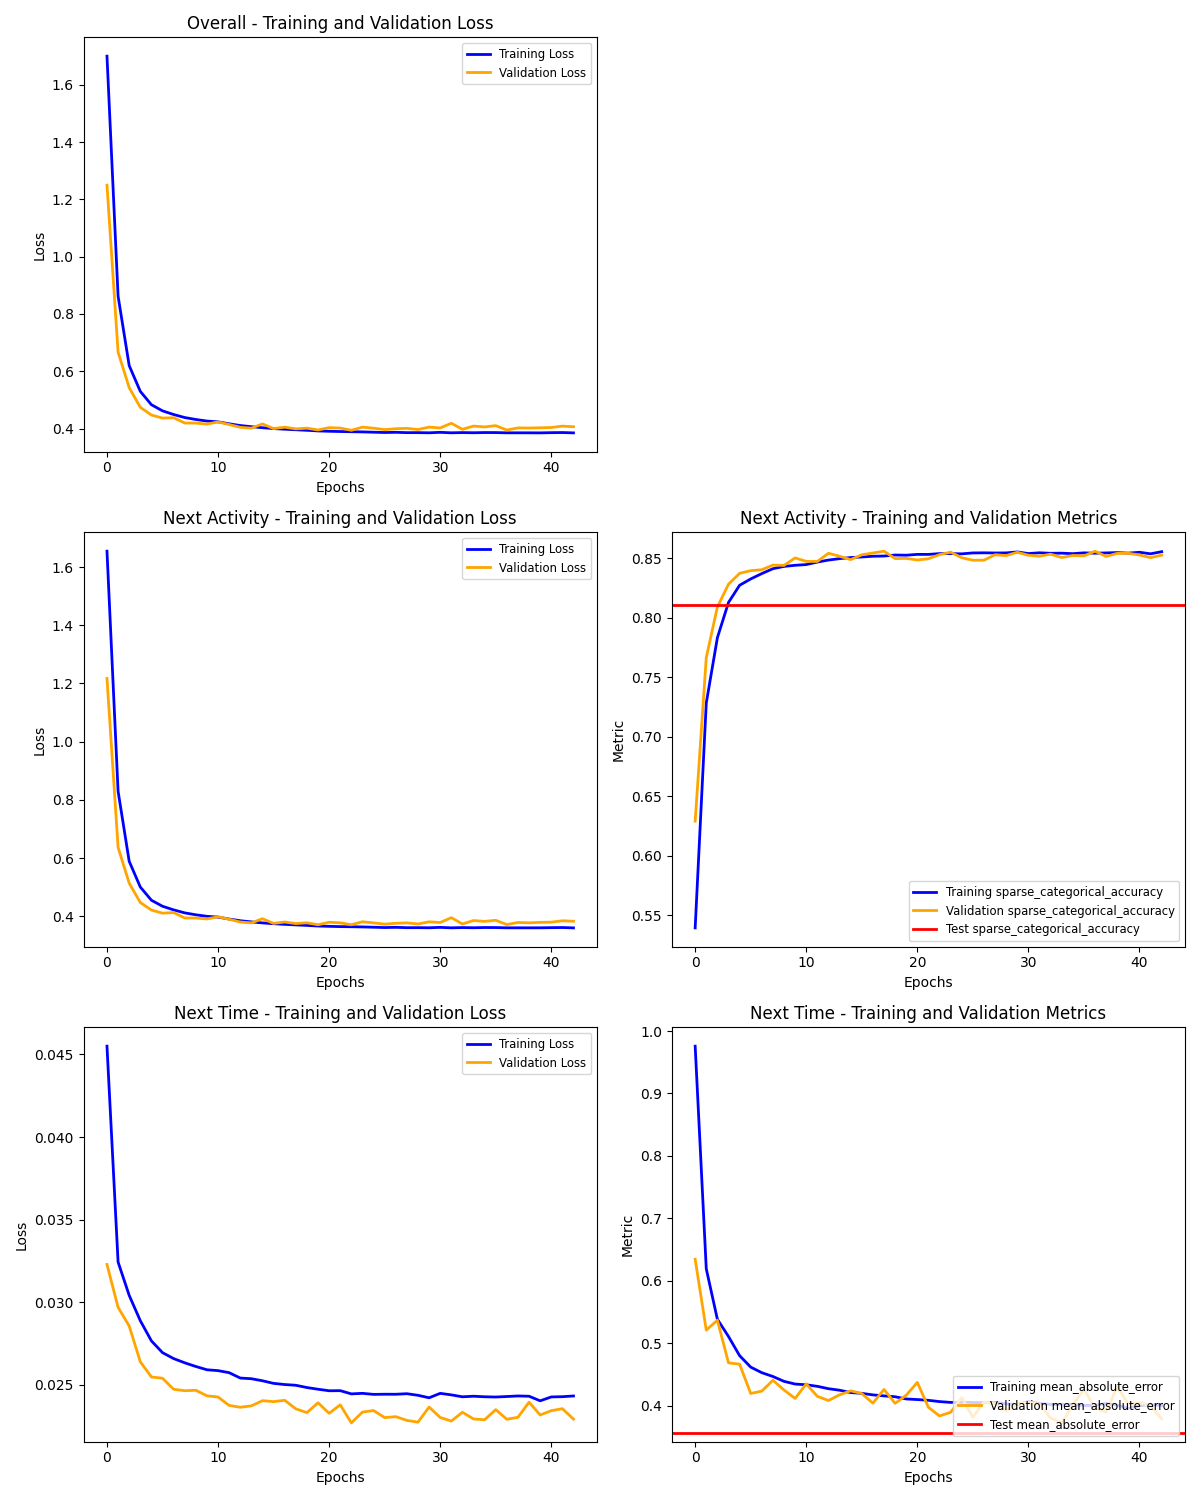 Overall - Training and Validation Loss
Training Loss
Validation Loss
1.6
1.4
1.2
1.0
0.8
0.6
0.4
Loss
0
10
20
30
40
Epochs
Next Activity - Training and Validation Loss
Training Loss
Validation Loss
1.6
1.4
1.2
1.0
0.8
0.6
0.4
Loss
0
10
20
30
40
Epochs
Next Activity - Training and Validation Metrics
0.85
0.80
0.75
0.70
0.65
0.60
0.55
Metric
Training sparse_categorical_accuracy
Validation sparse_categorical_accuracy
Test sparse_categorical_accuracy
0
10
20
30
40
Epochs
Next Time - Training and Validation Loss
Training Loss
Validation Loss
0.045
0.040
0.035
0.030
0.025
Loss
0
10
20
30
40
Epochs
Next Time - Training and Validation Metrics
1.0
0.9
0.8
0.7
0.6
0.5
0.4
Metric
Training mean_absolute_error
Validation mean_absolute_error
Test mean_absolute_error
0
10
20
30
40
Epochs